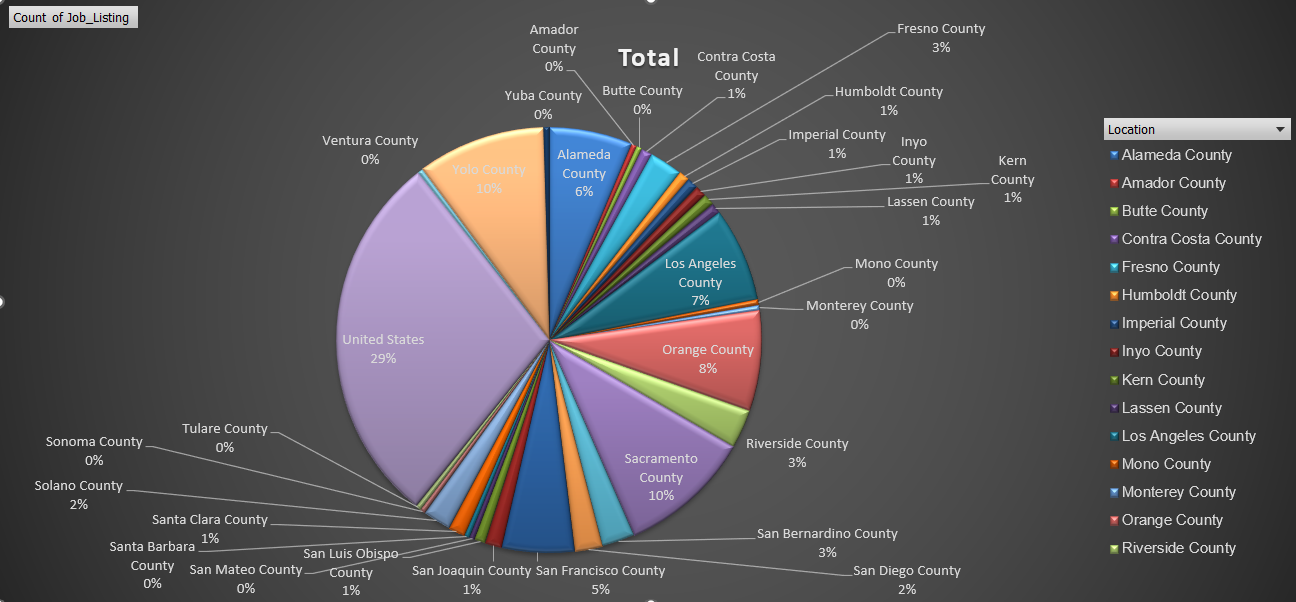 Count of Job_Listing
Total
Amador
County
0%
Yuba County
0%
Butte County
0%
Contra Costa
County
1%
Fresno County
3%
Humboldt County
1%
Imperial County
1%
Inyo
County
1%
Kern
County
1%
Lassen County
1%
Ventura County
0%
Yolo County
10%
Alameda
County
6%
Los Angeles
County
7%
Mono County
0%
Monterey County
0%
Orange County
8%
United States
29%
Riverside County
3%
Sacramento
County
10%
Tulare County
0%
Sonoma County
0%
Solano County
2%
Santa Clara County
1%
Santa Barbara
County
0%
San Mateo County
0%
San Luis Obispo
County
1%
San Joaquin County
1%
San Francisco County
5%
San Bernardino County
3%
San Diego County
2%
Location
Alameda County
Amador County
Butte County
Contra Costa County
Fresno County
Humboldt County
Imperial County
Inyo County
Kern County
Lassen County
Los Angeles County
Mono County
Monterey County
Orange County
Riverside County